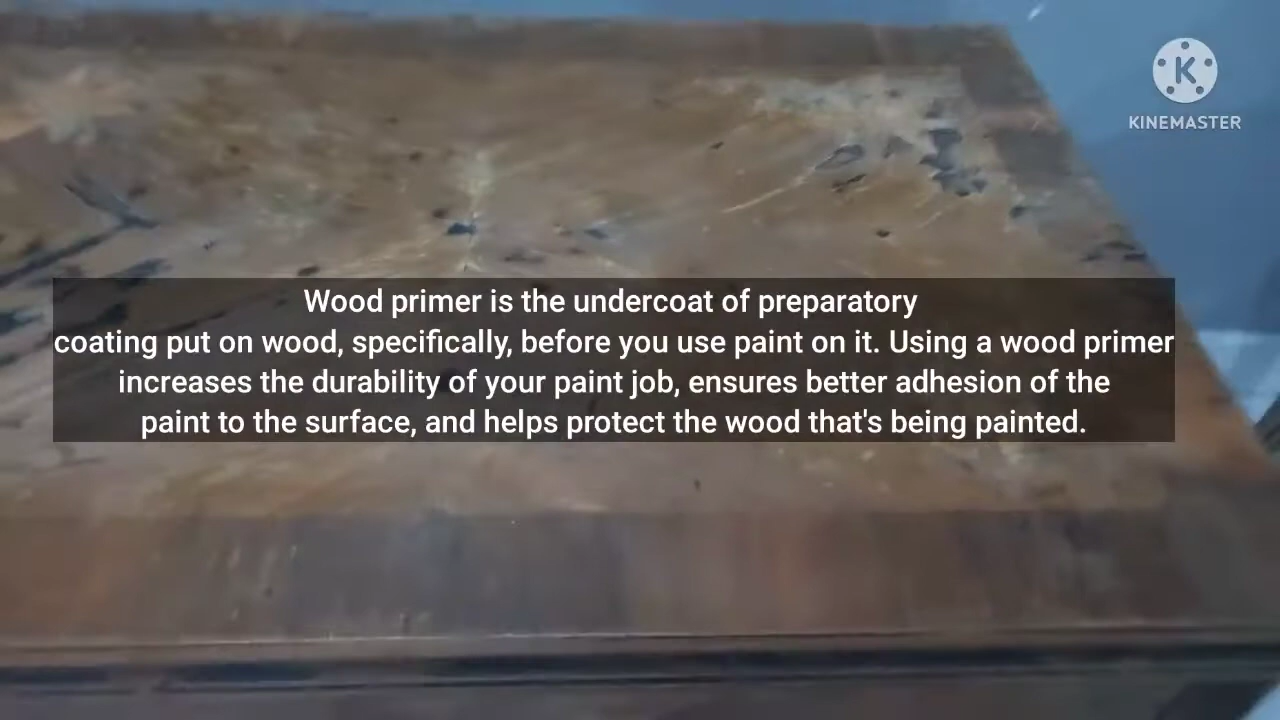 KINEMASTER
Wood primer is the undercoat of preparatory
coating put on wood, specifically, before you use paint on it. Using a wood primer
increases the durability of your paint job, ensures better adhesion of the
paint to the surface, and helps protect the wood that's being painted.